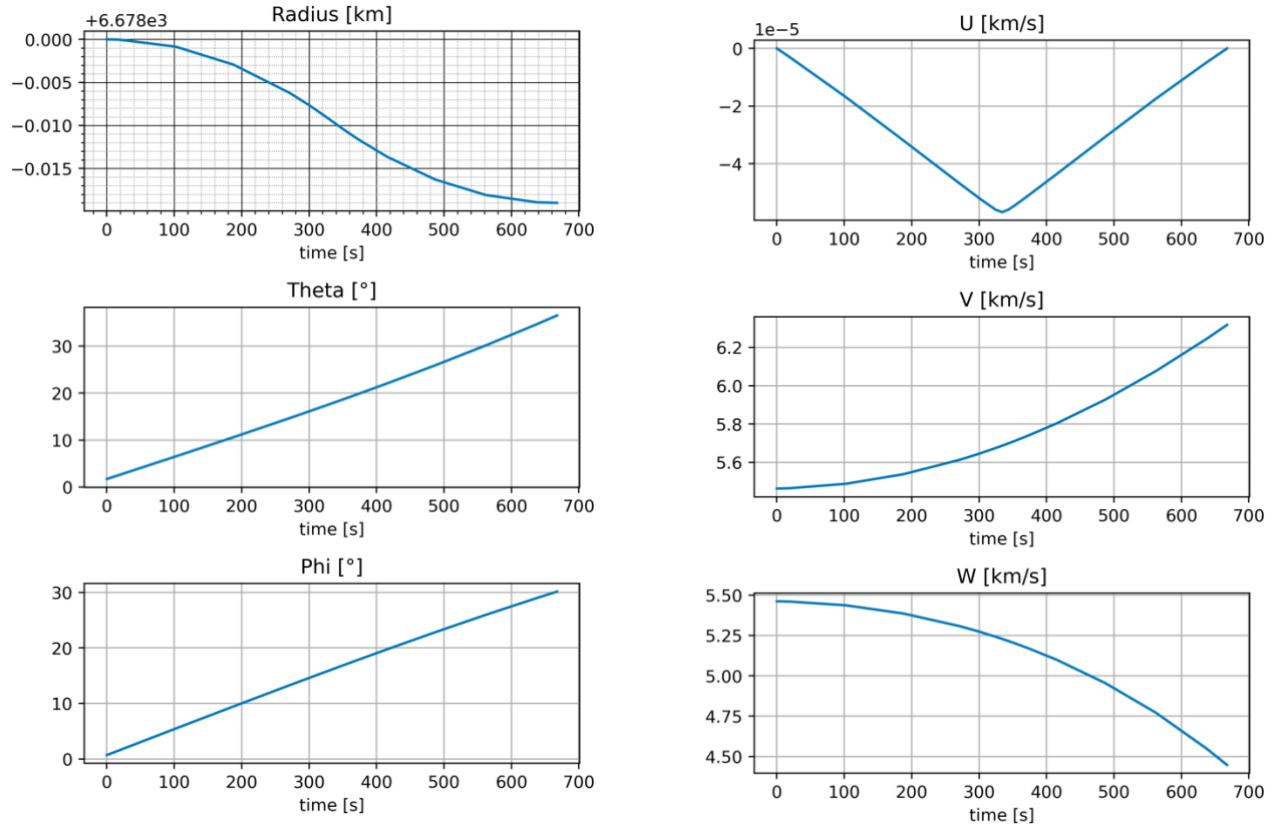 Radius [km]
+6.678e3
0.000
−0.005
−0.010
−0.015
0 100 200 300 400 500 600 700
time [s]
U [km/s]
1e−5
0
−2
−4
0 100 200 300 400 500 600 700
time [s]
Theta [°]
30
20
10
0
0 100 200 300 400 500 600 700
time [s]
V [km/s]
6.2
6.0
5.8
5.6
0 100 200 300 400 500 600 700
time [s]
Phi [°]
30
20
10
0
0 100 200 300 400 500 600 700
time [s]
W [km/s]
5.50
5.25
5.00
4.75
4.50
0 100 200 300 400 500 600 700
time [s]